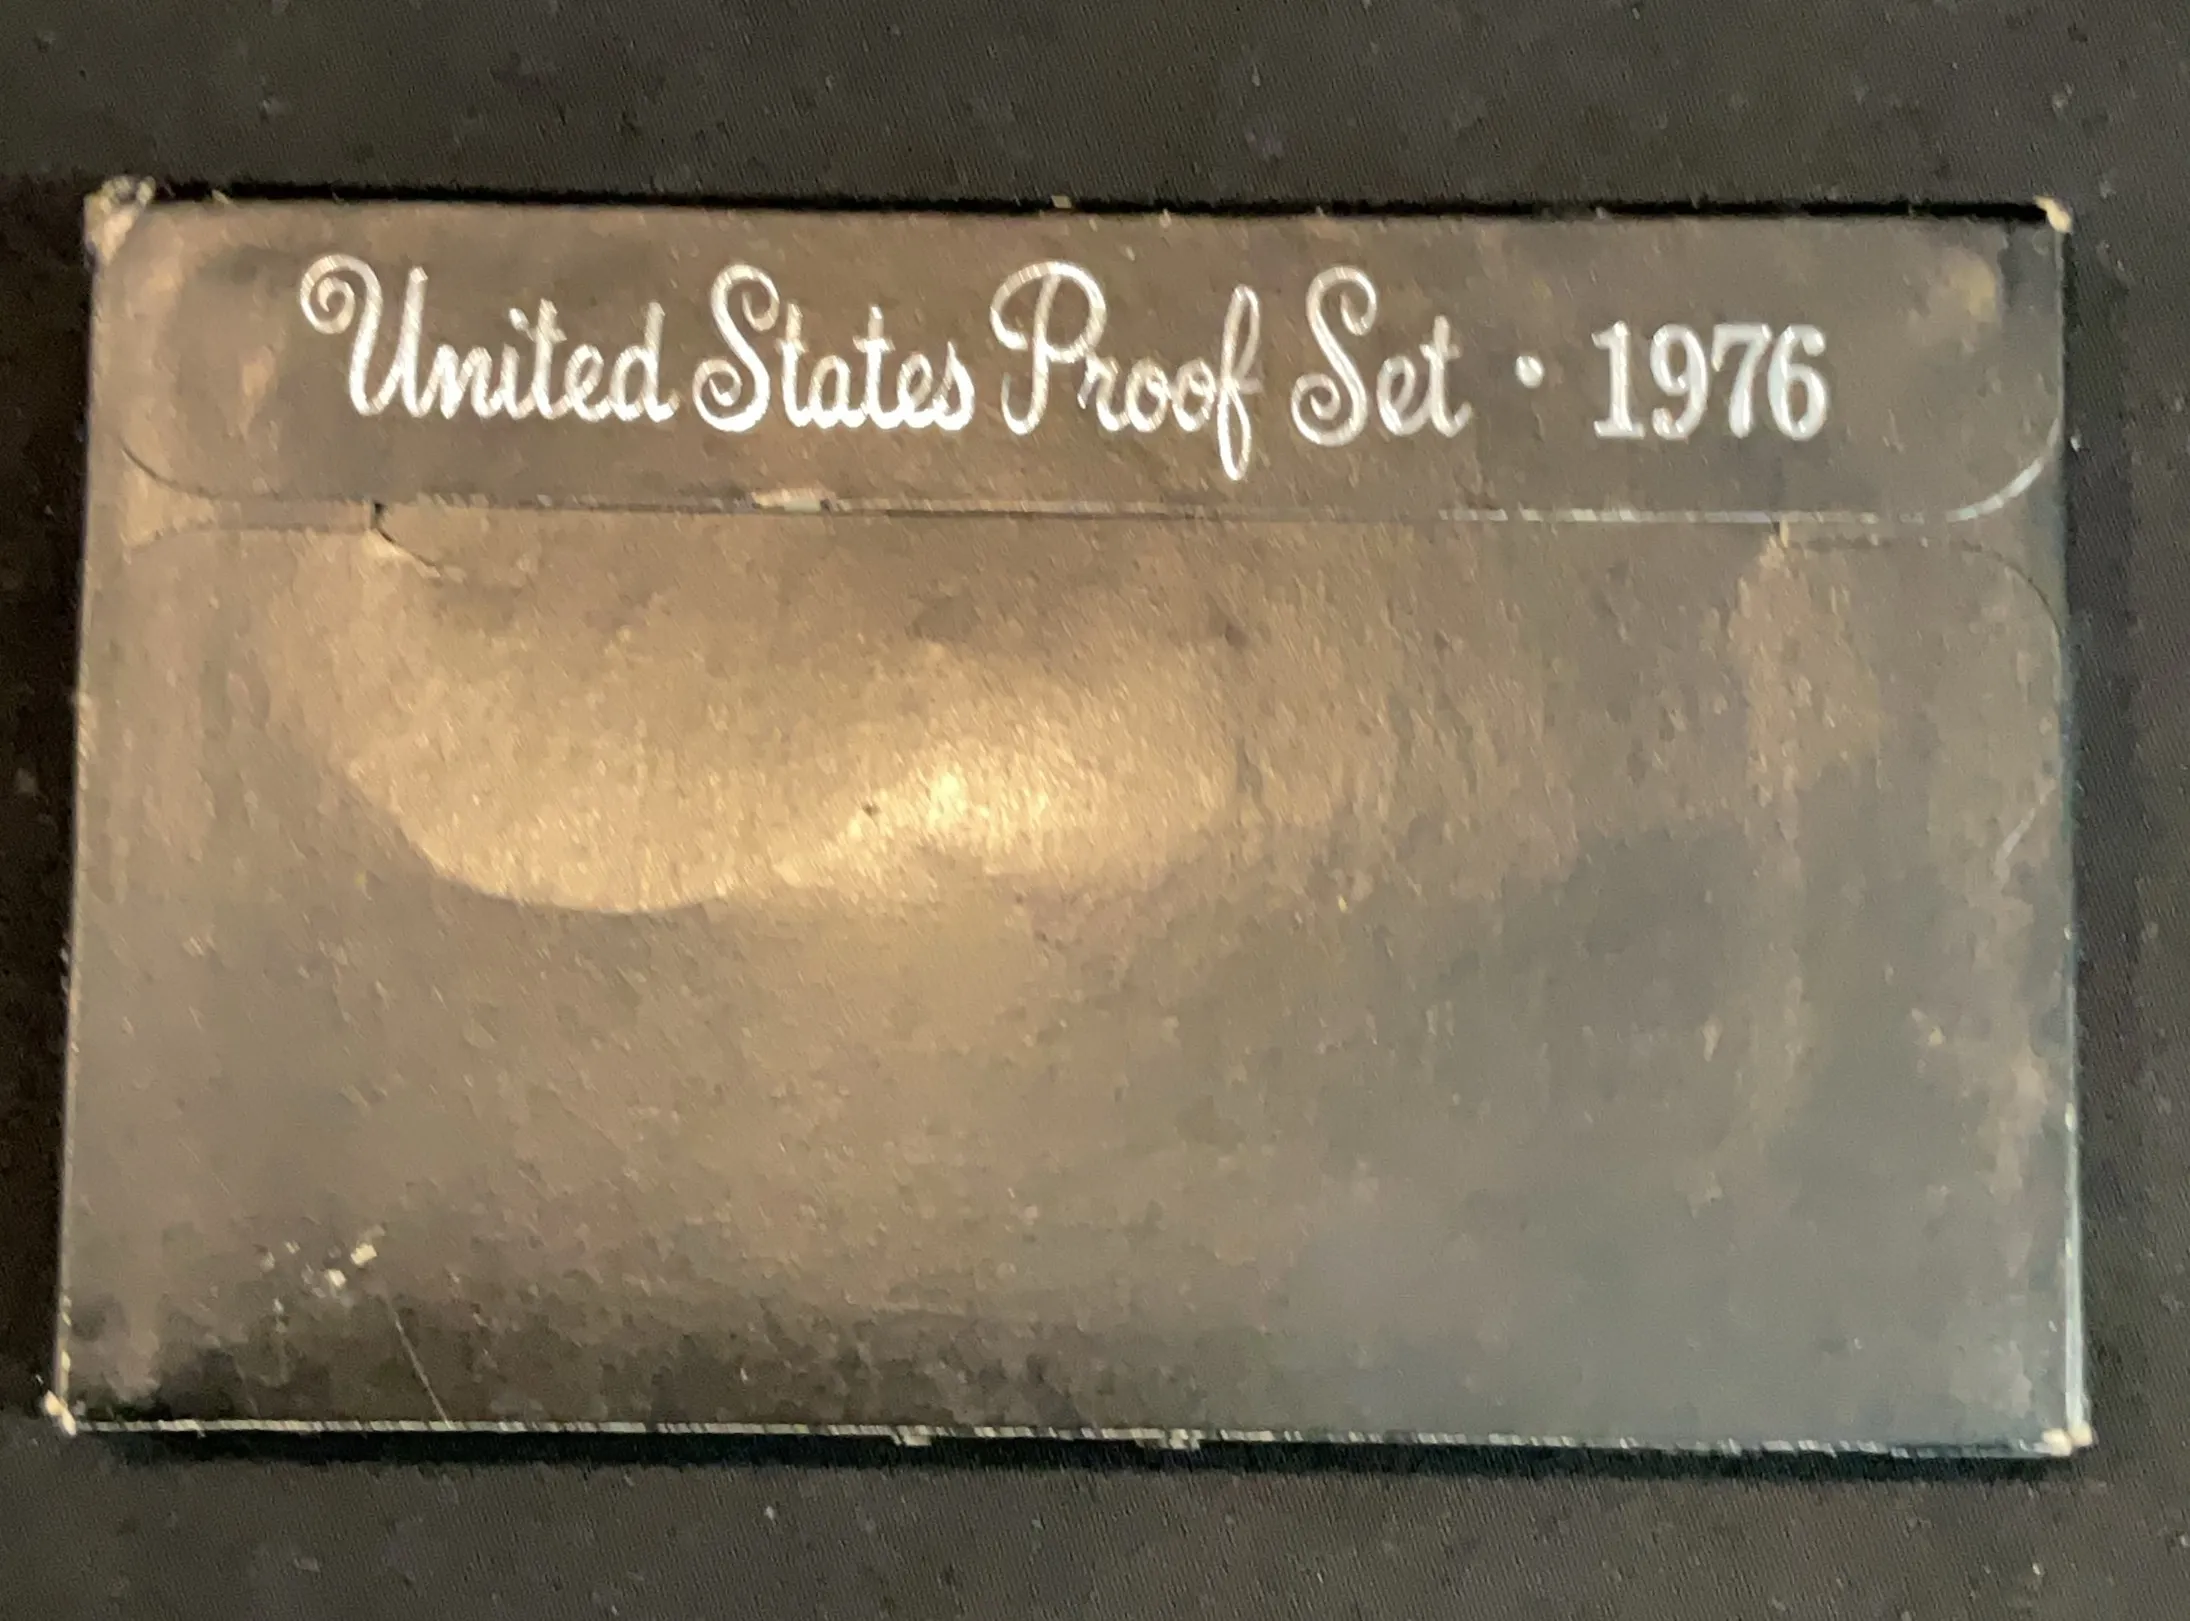 United States Proof Set · 1976